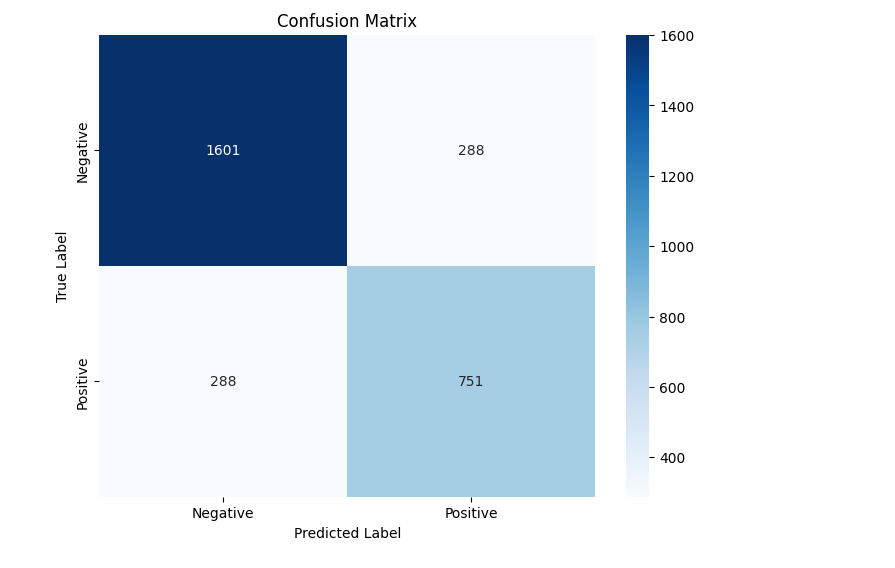 Confusion Matrix
True Label
Negative
Positive
1601
288
288
751
Negative
Positive
Predicted Label
1600
1400
1200
1000
800
600
400